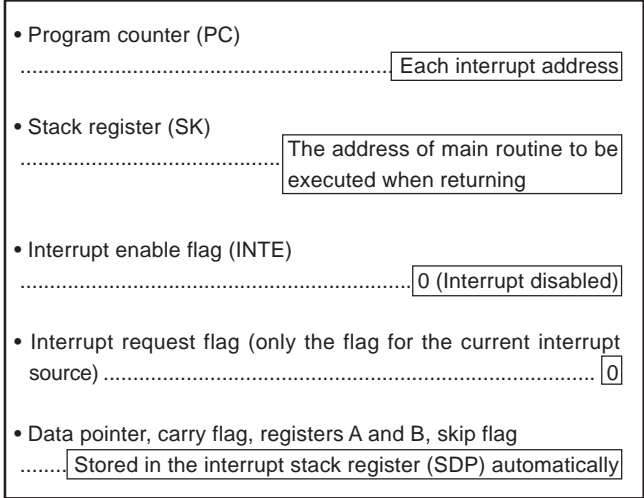 • Program counter (PC)
............................................................... Each interrupt address
• Stack register (SK)
............................................ The address of main routine to be
executed when returning
• Interrupt enable flag (INTE)
.................................................................. 0 (Interrupt disabled)
• Interrupt request flag (only the flag for the current interrupt
source) ................................................................................... 0
• Data pointer, carry flag, registers A and B, skip flag
........ Stored in the interrupt stack register (SDP) automatically